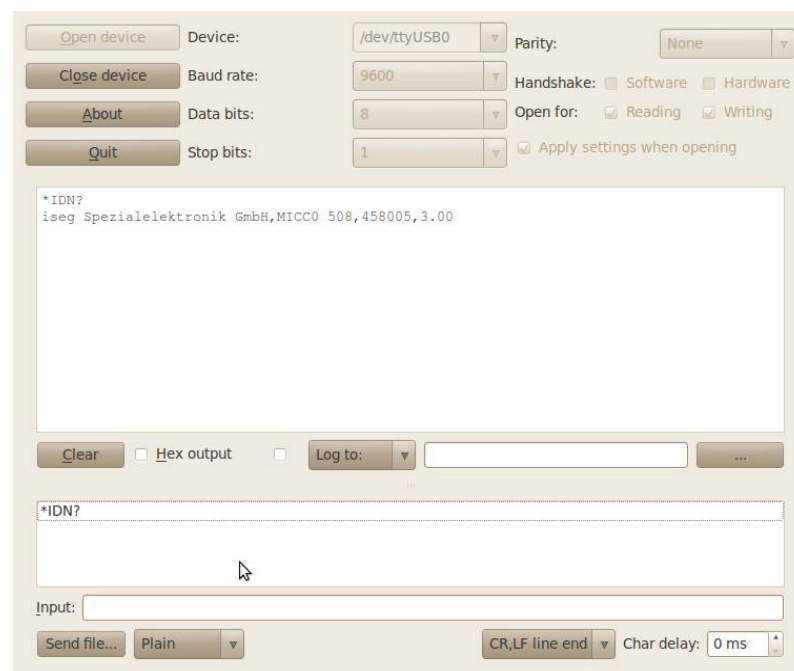 Open device Device: /dev/ttyUSB0 Parity: None
Close device Baud rate: 9600 Handshake: Software Hardware
About Data bits: 8 Open for: Reading Writing
Quit Stop bits: 1 Apply settings when opening
*IDN?
iseg Spezialelektronik GmbH,MICC0 508,458005,3.00
Clear Hex output Log to: ...
*IDN?
Input:
Send file... Plain CR,LF line end Char delay: 0 ms